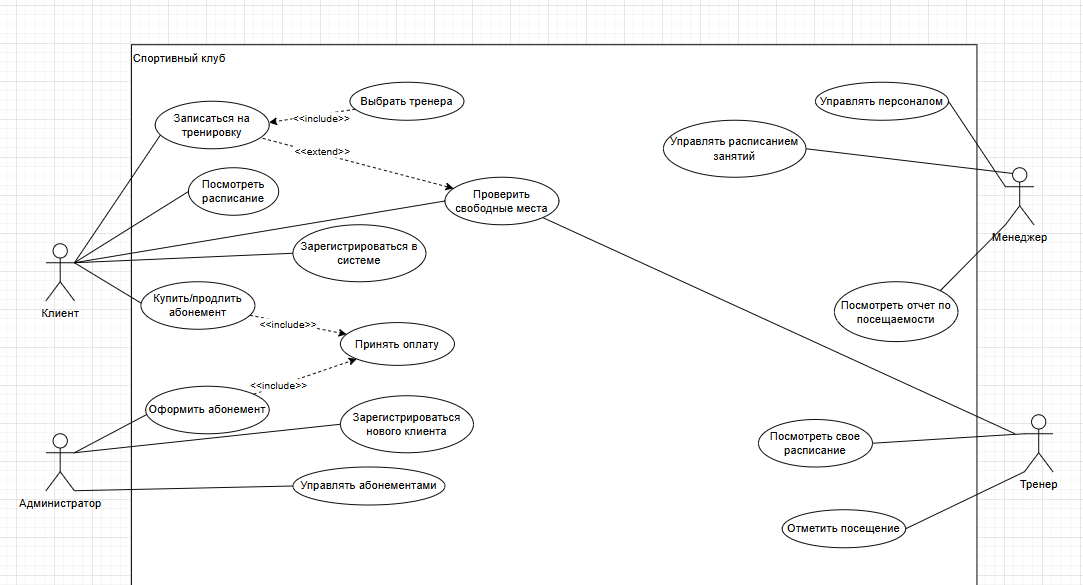 Спортивный клуб
Выбрать тренера
Управлять персоналом
Записаться на
тренировку
<<include>>
Управлять расписанием
занятий
<<extend>>
Посмотреть
расписание
Проверить
свободные места
Менеджер
Зарегистрироваться в
системе
Клиент
Купить/продлить
абонемент
Посмотреть отчет по
посещаемости
<<include>>
Принять оплату
<<include>>
Оформить абонемент
Зарегистрироваться
нового клиента
Посмотреть свое
расписание
Управлять абонементами
Тренер
Администратор
Отметить посещение